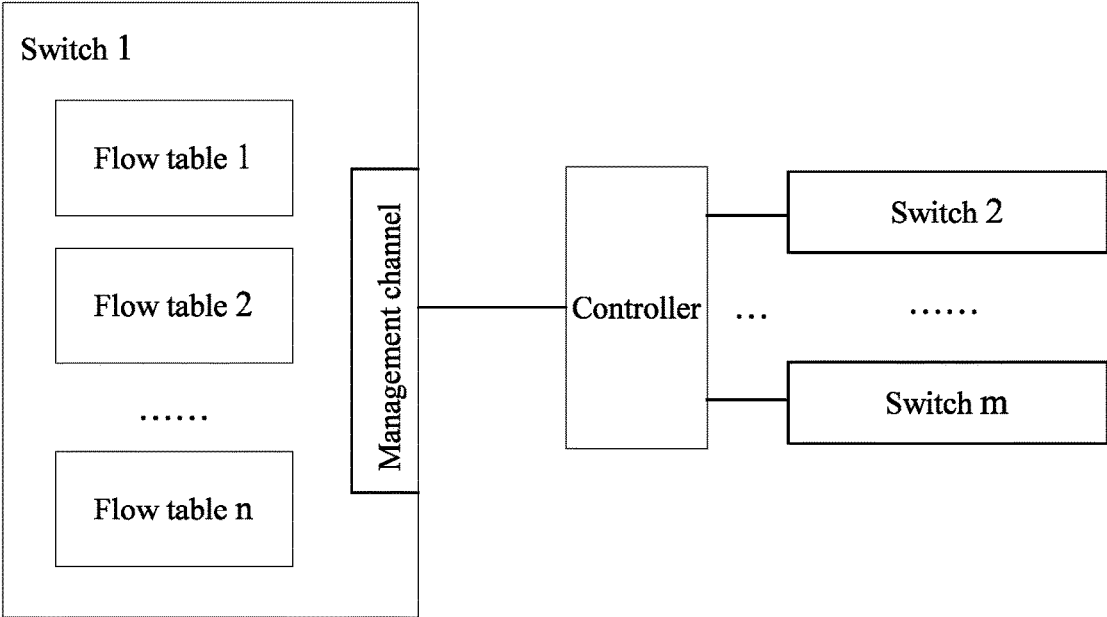 Switch 1
Flow table 1
Flow table 2
......
Flow table n
Management channel
Controller
Switch 2
... ......
Switch m